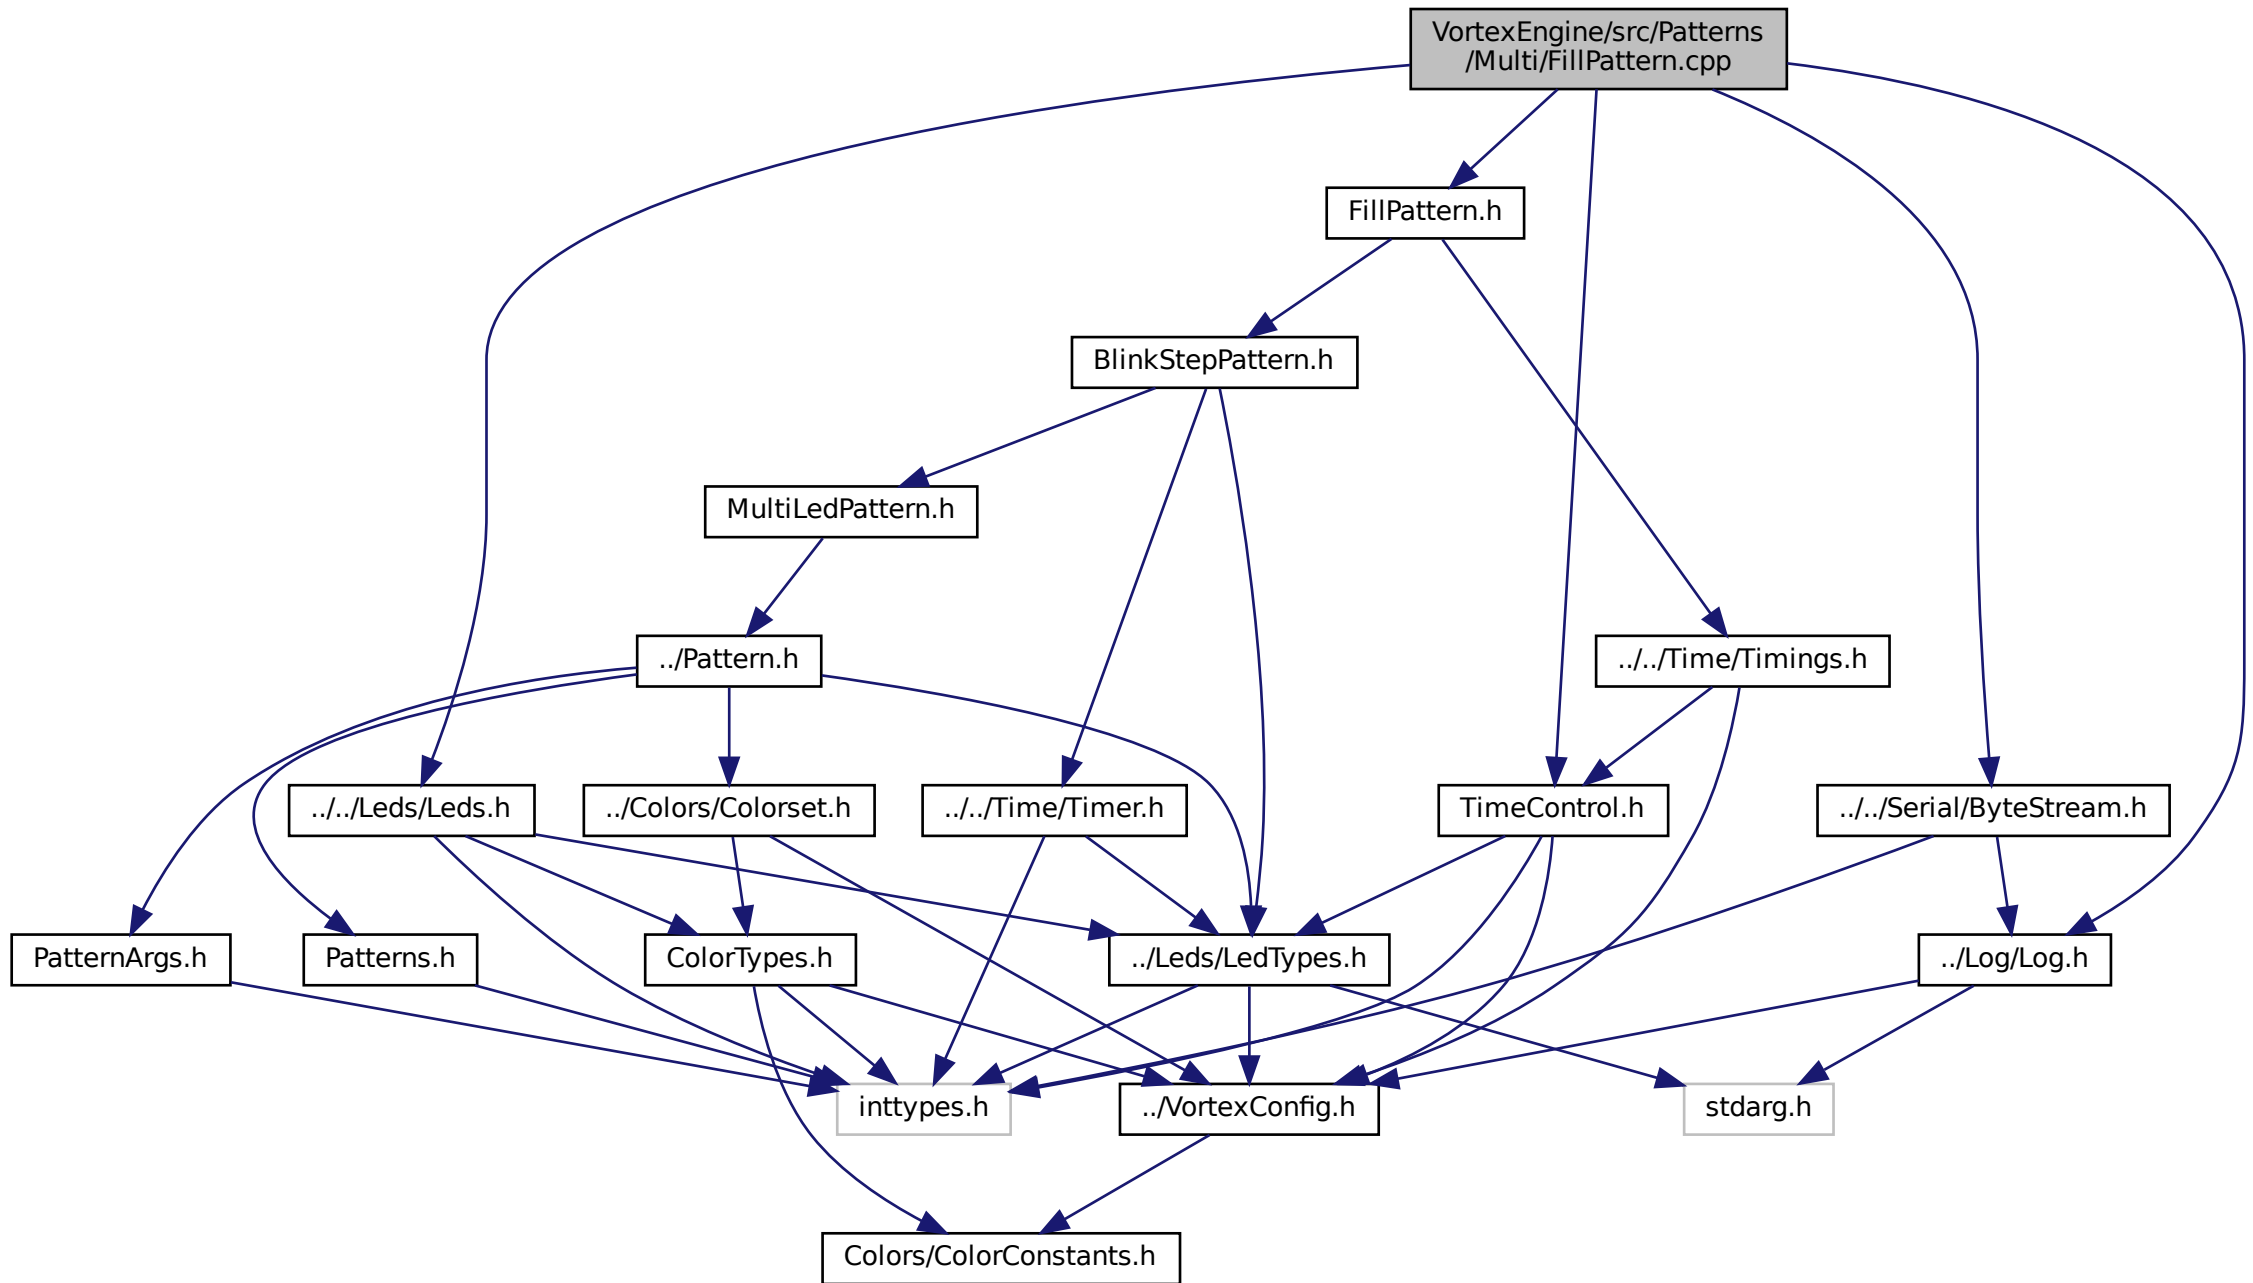 VortexEngine/src/Patterns
/Multi/FillPattern.cpp
FillPattern.h
BlinkStepPattern.h
MultiLedPattern.h
../Pattern.h
../../Time/Timings.h
../../Leds/Leds.h
../Colors/Colorset.h
../../Time/Timer.h
TimeControl.h
../../Serial/ByteStream.h
PatternArgs.h
Patterns.h
ColorTypes.h
../Leds/LedTypes.h
../Log/Log.h
inttypes.h
../VortexConfig.h
stdarg.h
Colors/ColorConstants.h